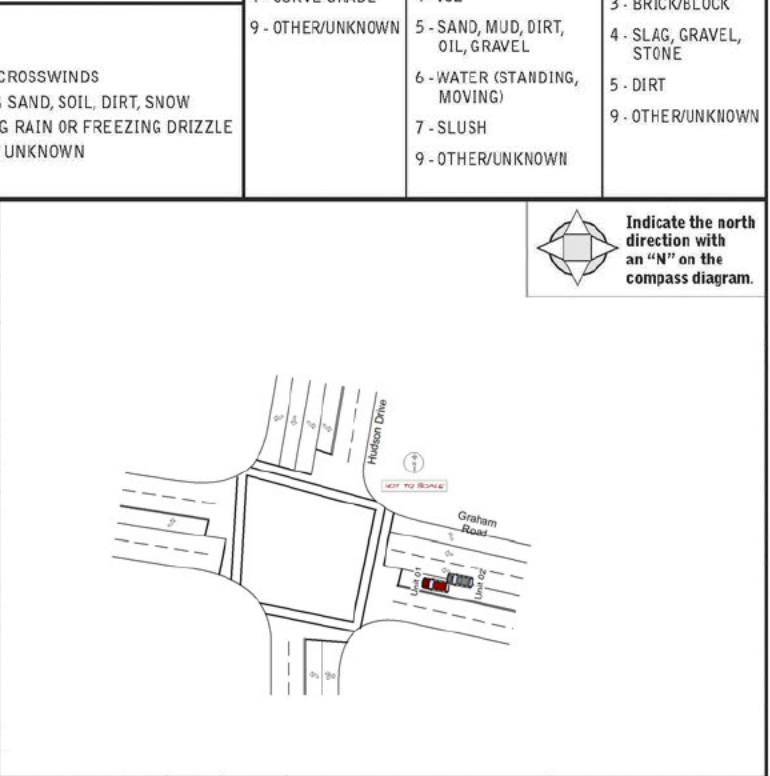 CROSSWINDS
SAND, SOIL, DIRT, SNOW
G RAIN OR FREEZING DRIZZLE
UNKNOWN
9 - OTHER/UNKNOWN
5 - SAND, MUD, DIRT,
OIL, GRAVEL
6 - WATER (STANDING,
MOVING)
7 - SLUSH
9 - OTHER/UNKNOWN
3 - BRICK/BLOCK
4 - SLAG, GRAVEL,
STONE
5 - DIRT
9 - OTHER/UNKNOWN
Indicate the north
direction with
an “N” on the
compass diagram.
Hudson Drive
NOT TO SCALE
Graham
Road
Unit 01
Unit 02